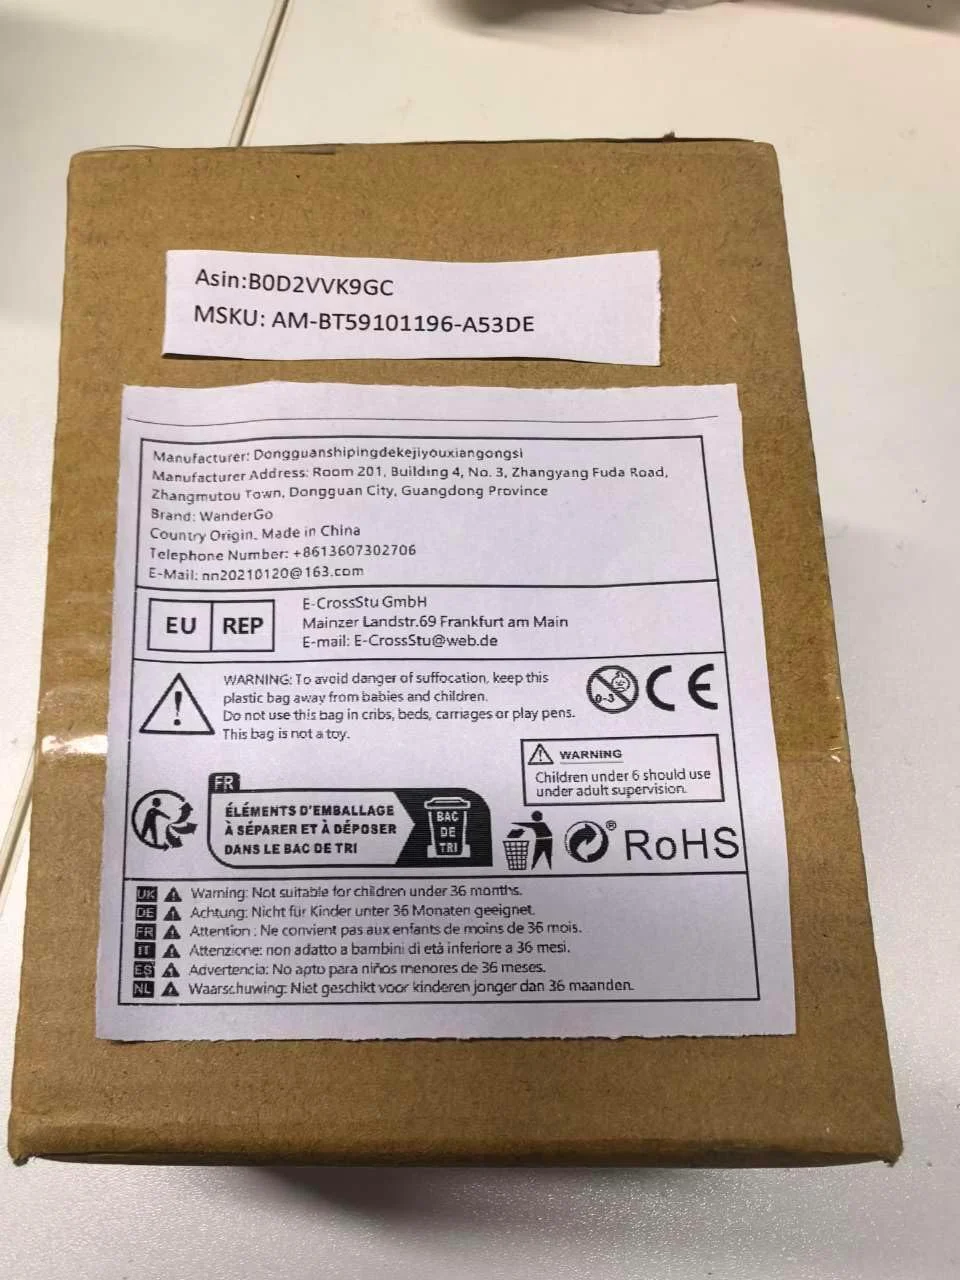 Asin:B0D2VVK9GC
MSKU: AM-BT59101196-A53DE
Manufacturer: Dongguanshipingdekejiyouxiangongsi
Manufacturer Address: Room 201, Building 4, No. 3, Zhangyang Fuda Road,
Zhangmutou Town, Dongguan City, Guangdong Province
Brand: WanderGo
Country Origin. Made in China
Telephone Number: +8613607302706
E-Mail: nn20210120@163.com
EU REP
E-CrossStu GmbH
Mainzer Landstr.69 Frankfurt am Main
E-mail: E-CrossStu@web.de
WARNING: To avoid danger of suffocation, keep this
plastic bag away from babies and children.
Do not use this bag in cribs, beds, carriages or play pens.
This bag is not a toy.
0-3
CE
WARNING
Children under 6 should use
under adult supervision.
FR
ÉLÉMENTS D'EMBALLAGE
À SÉPARER ET À DÉPOSER
DANS LE BAC DE TRI
BAC
DE
TRI
® RoHS
UK Warning: Not suitable for children under 36 months.
DE Achtung: Nicht für Kinder unter 36 Monaten geeignet.
FR Attention : Ne convient pas aux enfants de moins de 36 mois.
IT Attenzione: non adatto a bambini di età inferiore a 36 mesi.
ES Advertencia: No apto para niños menores de 36 meses.
NL Waarschuwing: Niet geschikt voor kinderen jonger dan 36 maanden.